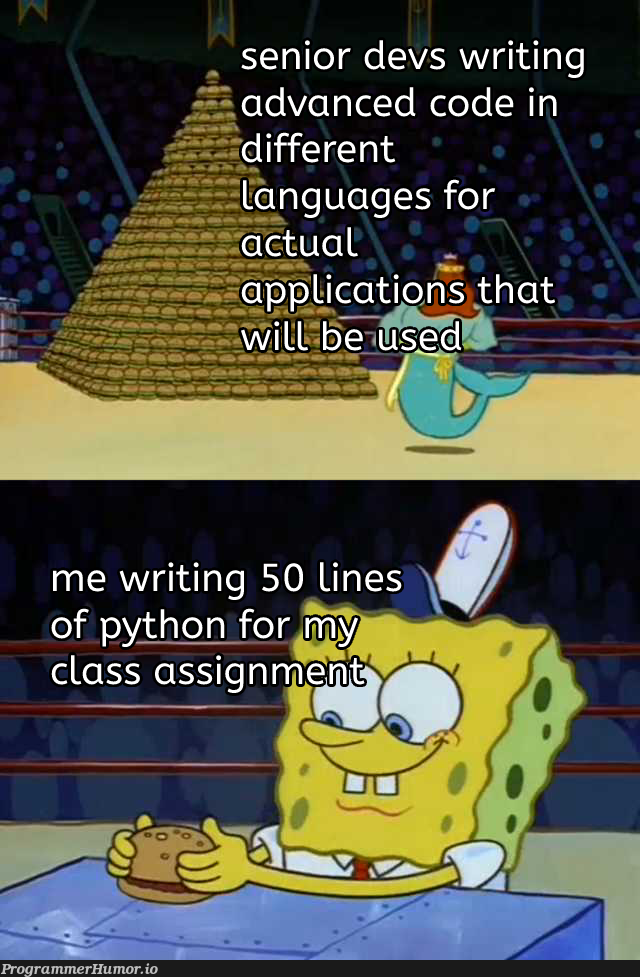 senior devs writing
advanced code in
different
languages for
actual
applications that
will be used
me writing 50 lines
of python for my
class assignment
ProgrammerHumor.io